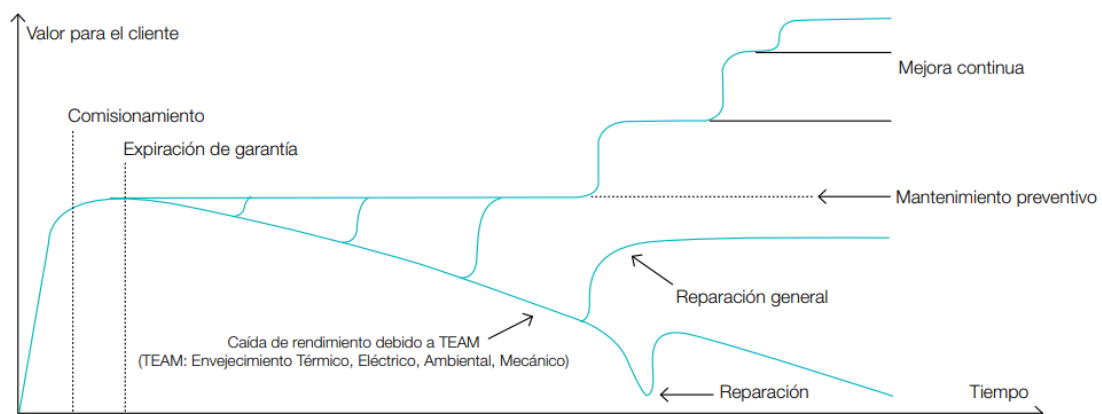 Valor para el cliente
Mejora continua
Comisionamiento
Expiración de garantía
Mantenimiento preventivo
Reparación general
Caída de rendimiento debido a TEAM
(TEAM: Envejecimiento Térmico, Eléctrico, Ambiental, Mecánico)
Reparación
Tiempo